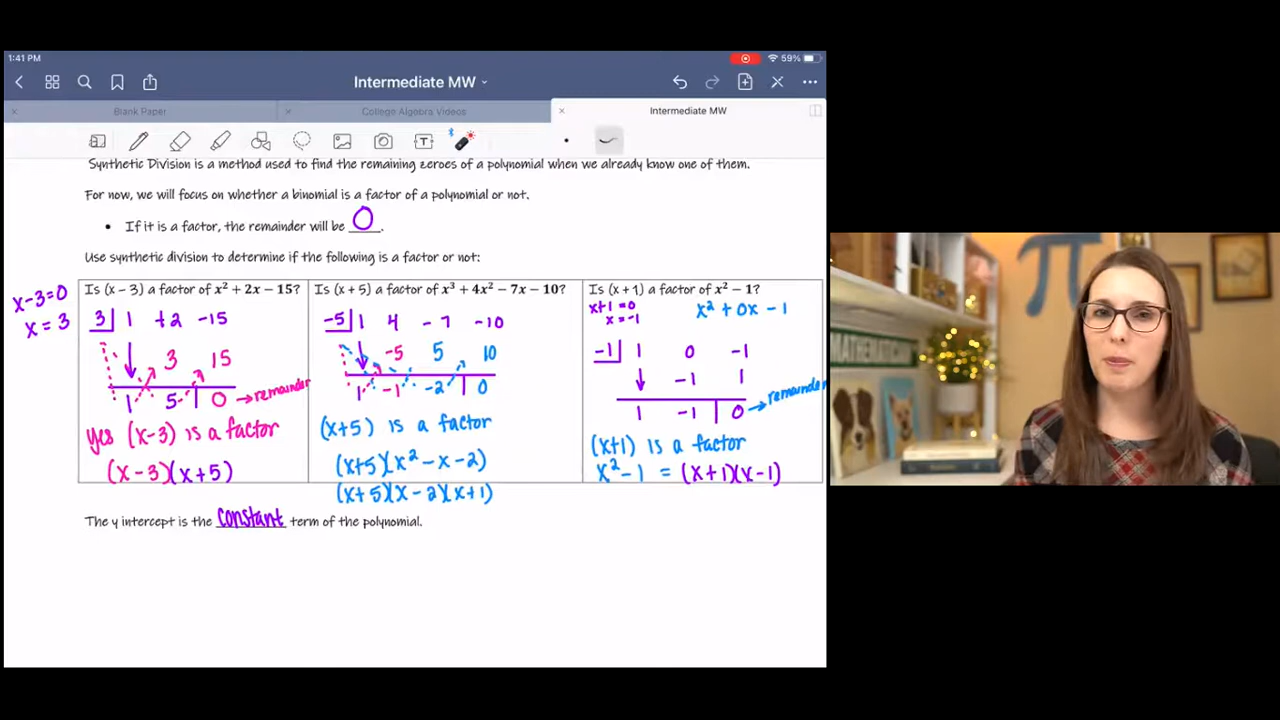 1:41 PM
59%
Intermediate MW
Blank Paper
College Algebra Videos
Intermediate MW
Synthetic Division is a method used to find the remaining zeroes of a polynomial when we already know one of them.
For now, we will focus on whether a binomial is a factor of a polynomial or not.
• If it is a factor, the remainder will be 0.
Use synthetic division to determine if the following is a factor or not:
x-3=0
x = 3
Is (x − 3) a factor of x² + 2x − 15?
3 1 +2 -15
3 15
1 5 0 → remainder
yes (x-3) is a factor
(x-3)(x+5)
Is (x + 5) a factor of x³ + 4x² − 7x − 10?
-5 1 4 -7 -10
-5 5 10
1 -1 -2 0
(x+5) is a factor
(x+5)(x² - x - 2)
(x+5)(x-2)(x+1)
Is (x + 1) a factor of x² − 1?
x+1=0
x=-1
x² + 0x - 1
-1 1 0 -1
-1 1
1 -1 0 → remainder
(x+1) is a factor
x²-1 = (x+1)(x-1)
The y intercept is the constant term of the polynomial.
MATHEMATICIAN